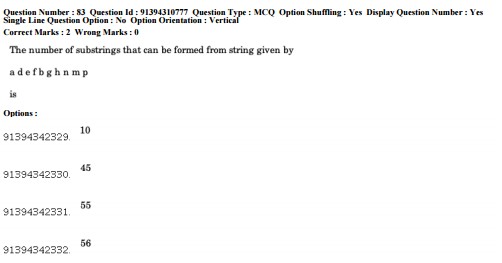 Question Number : 83 Question Id : 91394310777 Question Type : MCQ Option Shuffling : Yes Display Question Number : Yes
Single Line Question Option : No Option Orientation : Vertical
Correct Marks : 2 Wrong Marks : 0
The number of substrings that can be formed from string given by
a d e f b g h n m p
is
Options :
91394342329. 10
91394342330. 45
91394342331. 55
91394342332. 56